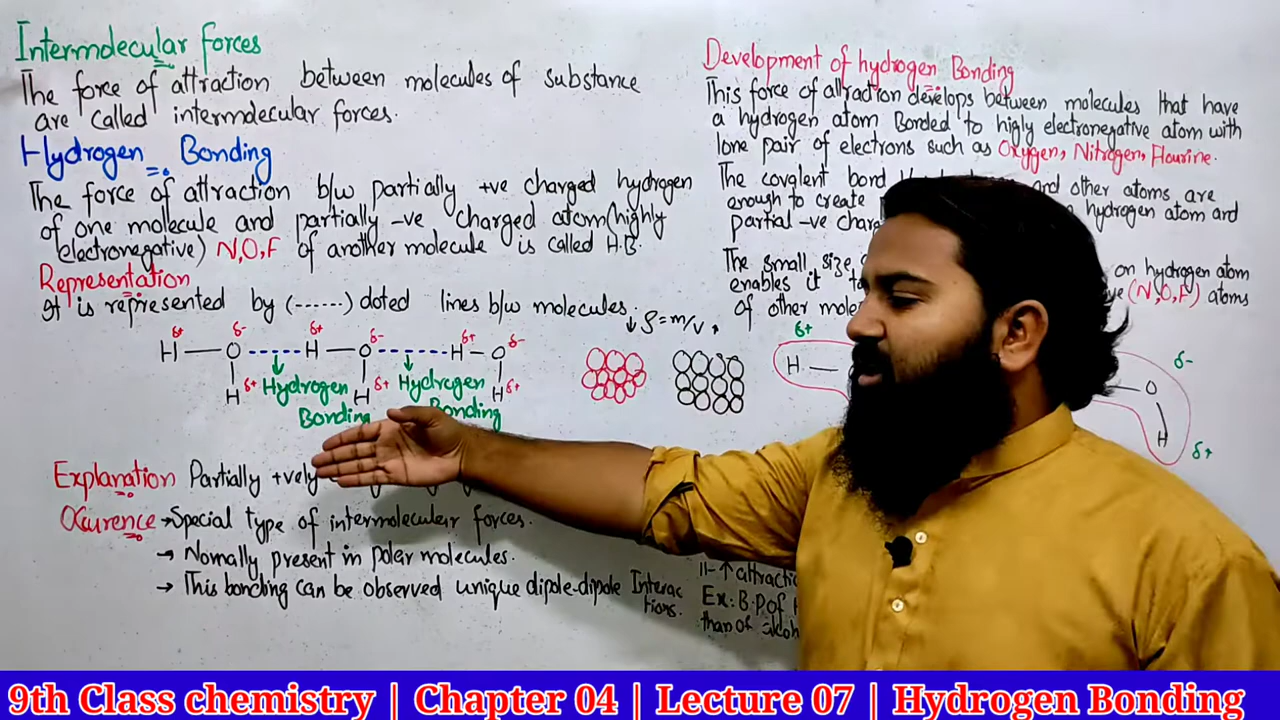 Intermolecular forces
The force of attraction between molecules of substance
are called intermolecular forces.
Hydrogen Bonding
The force of attraction b/w partially +ve charged hydrogen
of one molecule and partially -ve charged atom (highly
electronegative) N,O,F of another molecule is called H.B.
Representation
It is represented by (------) doted lines b/w molecules.
δ+ δ- δ+ δ- δ+ δ-
H — O ------ H — O ------ H — O
H δ+ H δ+ H δ+
Hydrogen Bonding
Hydrogen Bonding
↓ ρ = m/v ↑
Explanation Partially +vely
Ocurence → Special type of intermolecular forces.
→ Normally present in polar molecules.
→ This bonding can be observed unique dipole-dipole Interac
tions.
Development of hydrogen Bonding
This force of attraction develops between molecules that have
a hydrogen atom Bonded to higly electronegative atom with
lone pair of electrons such as Oxygen, Nitrogen, Flourine.
The covalent bond and other atoms are
enough to create hydrogen atom and
partial -ve
The small size on hydrogen atom
enables it (N,O,F) atoms
of other
δ+ δ-
H — — O
H δ+
11- ↑
Ex: B.P of
than of
9th Class chemistry | Chapter 04 | Lecture 07 | Hydrogen Bonding